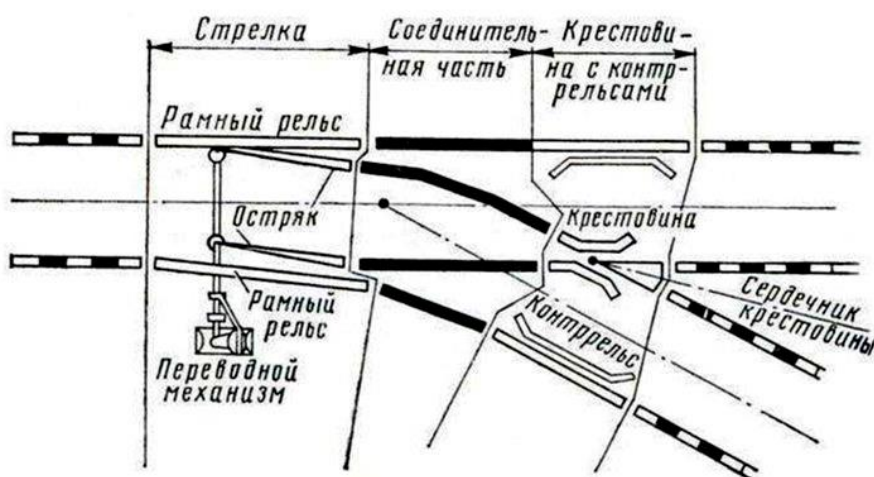 Стрелка
Соединитель-
ная часть
Крестови-
на с контр-
рельсами
Рамный рельс
Остряк
Крестовина
Рамный
рельс
Контррельс
Сердечник
крестовины
Переводной
механизм